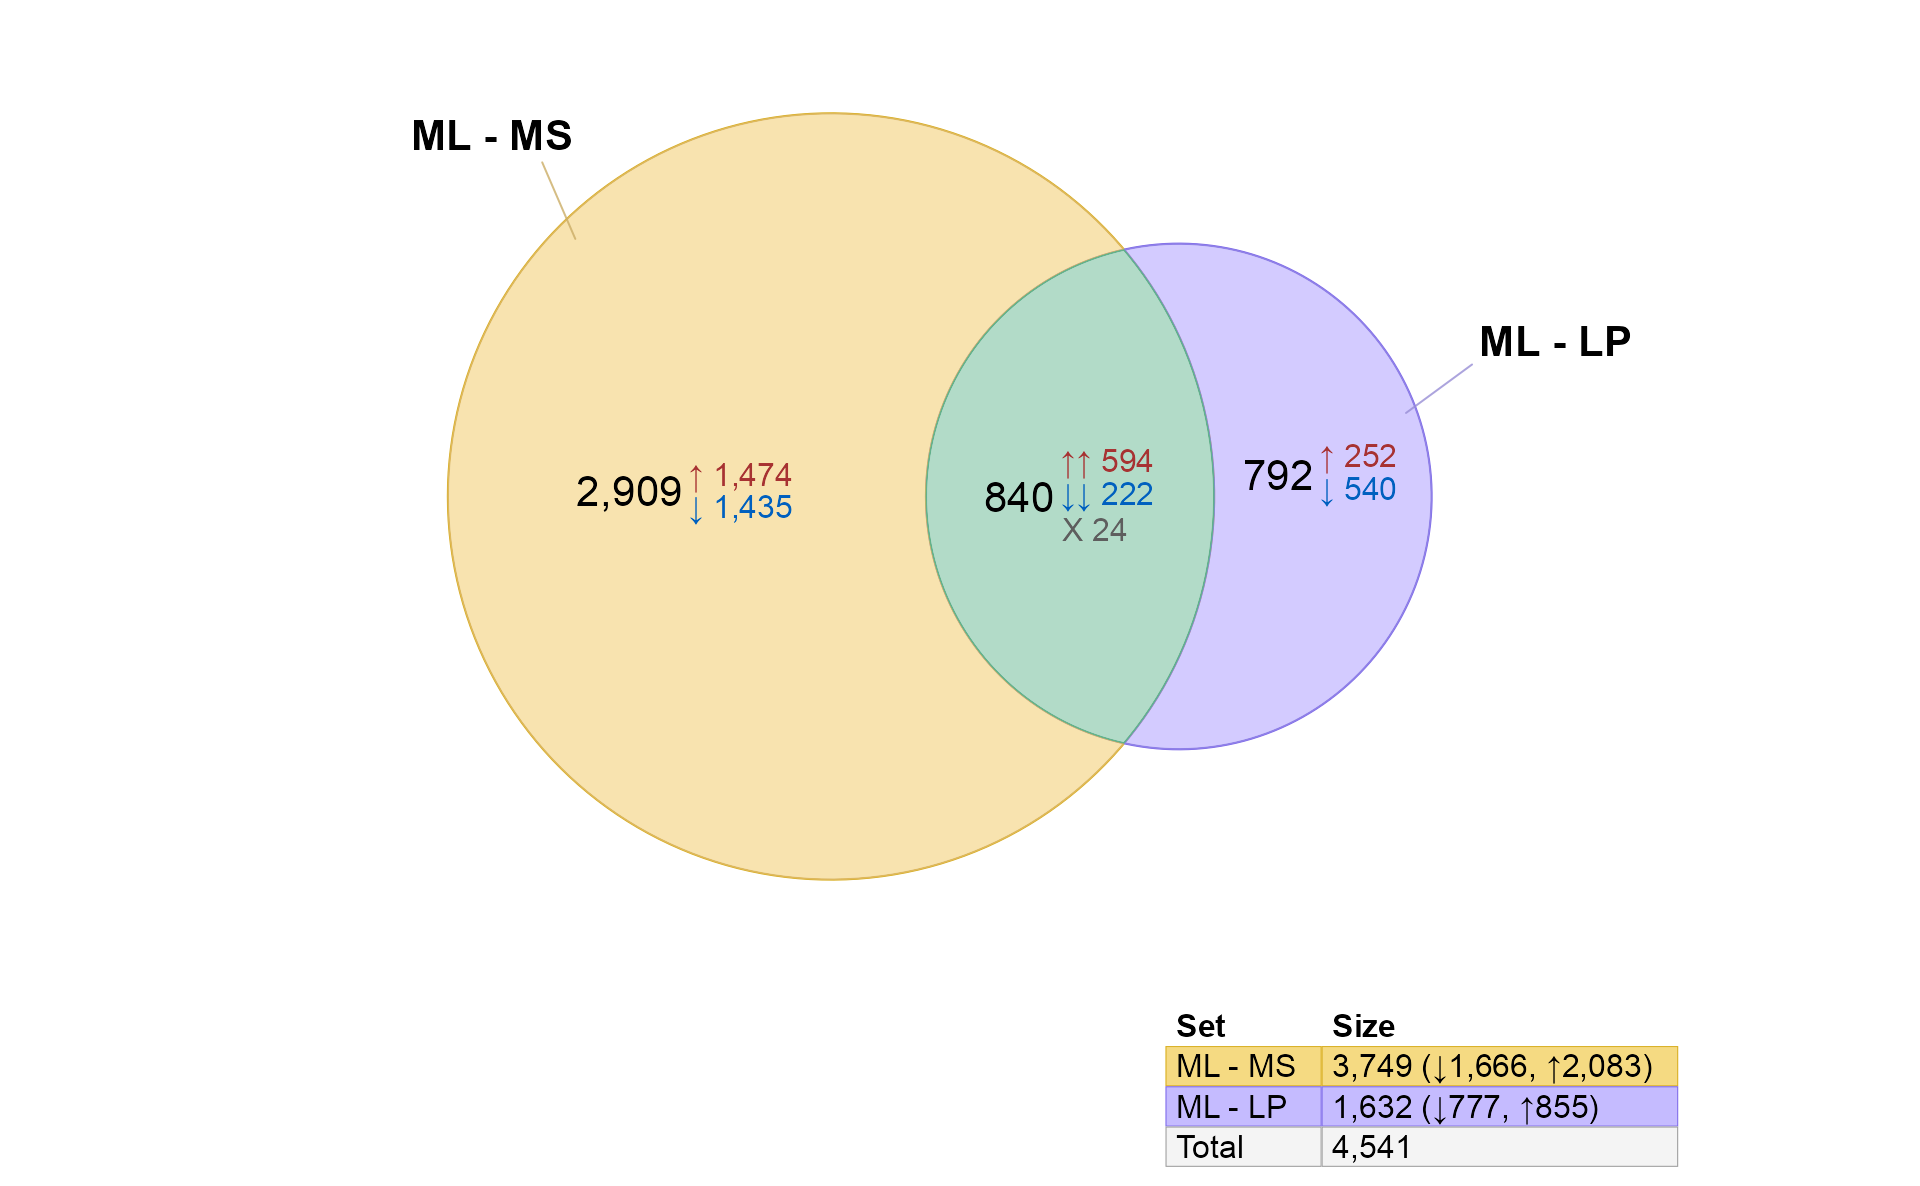 ML - MS
ML - LP
2,909 ↑ 1,474
↓ 1,435
840 ↑↑ 594
↓↓ 222
X 24
792 ↑ 252
↓ 540
Set Size
ML - MS 3,749 (↓1,666, ↑2,083)
ML - LP 1,632 (↓777, ↑855)
Total 4,541